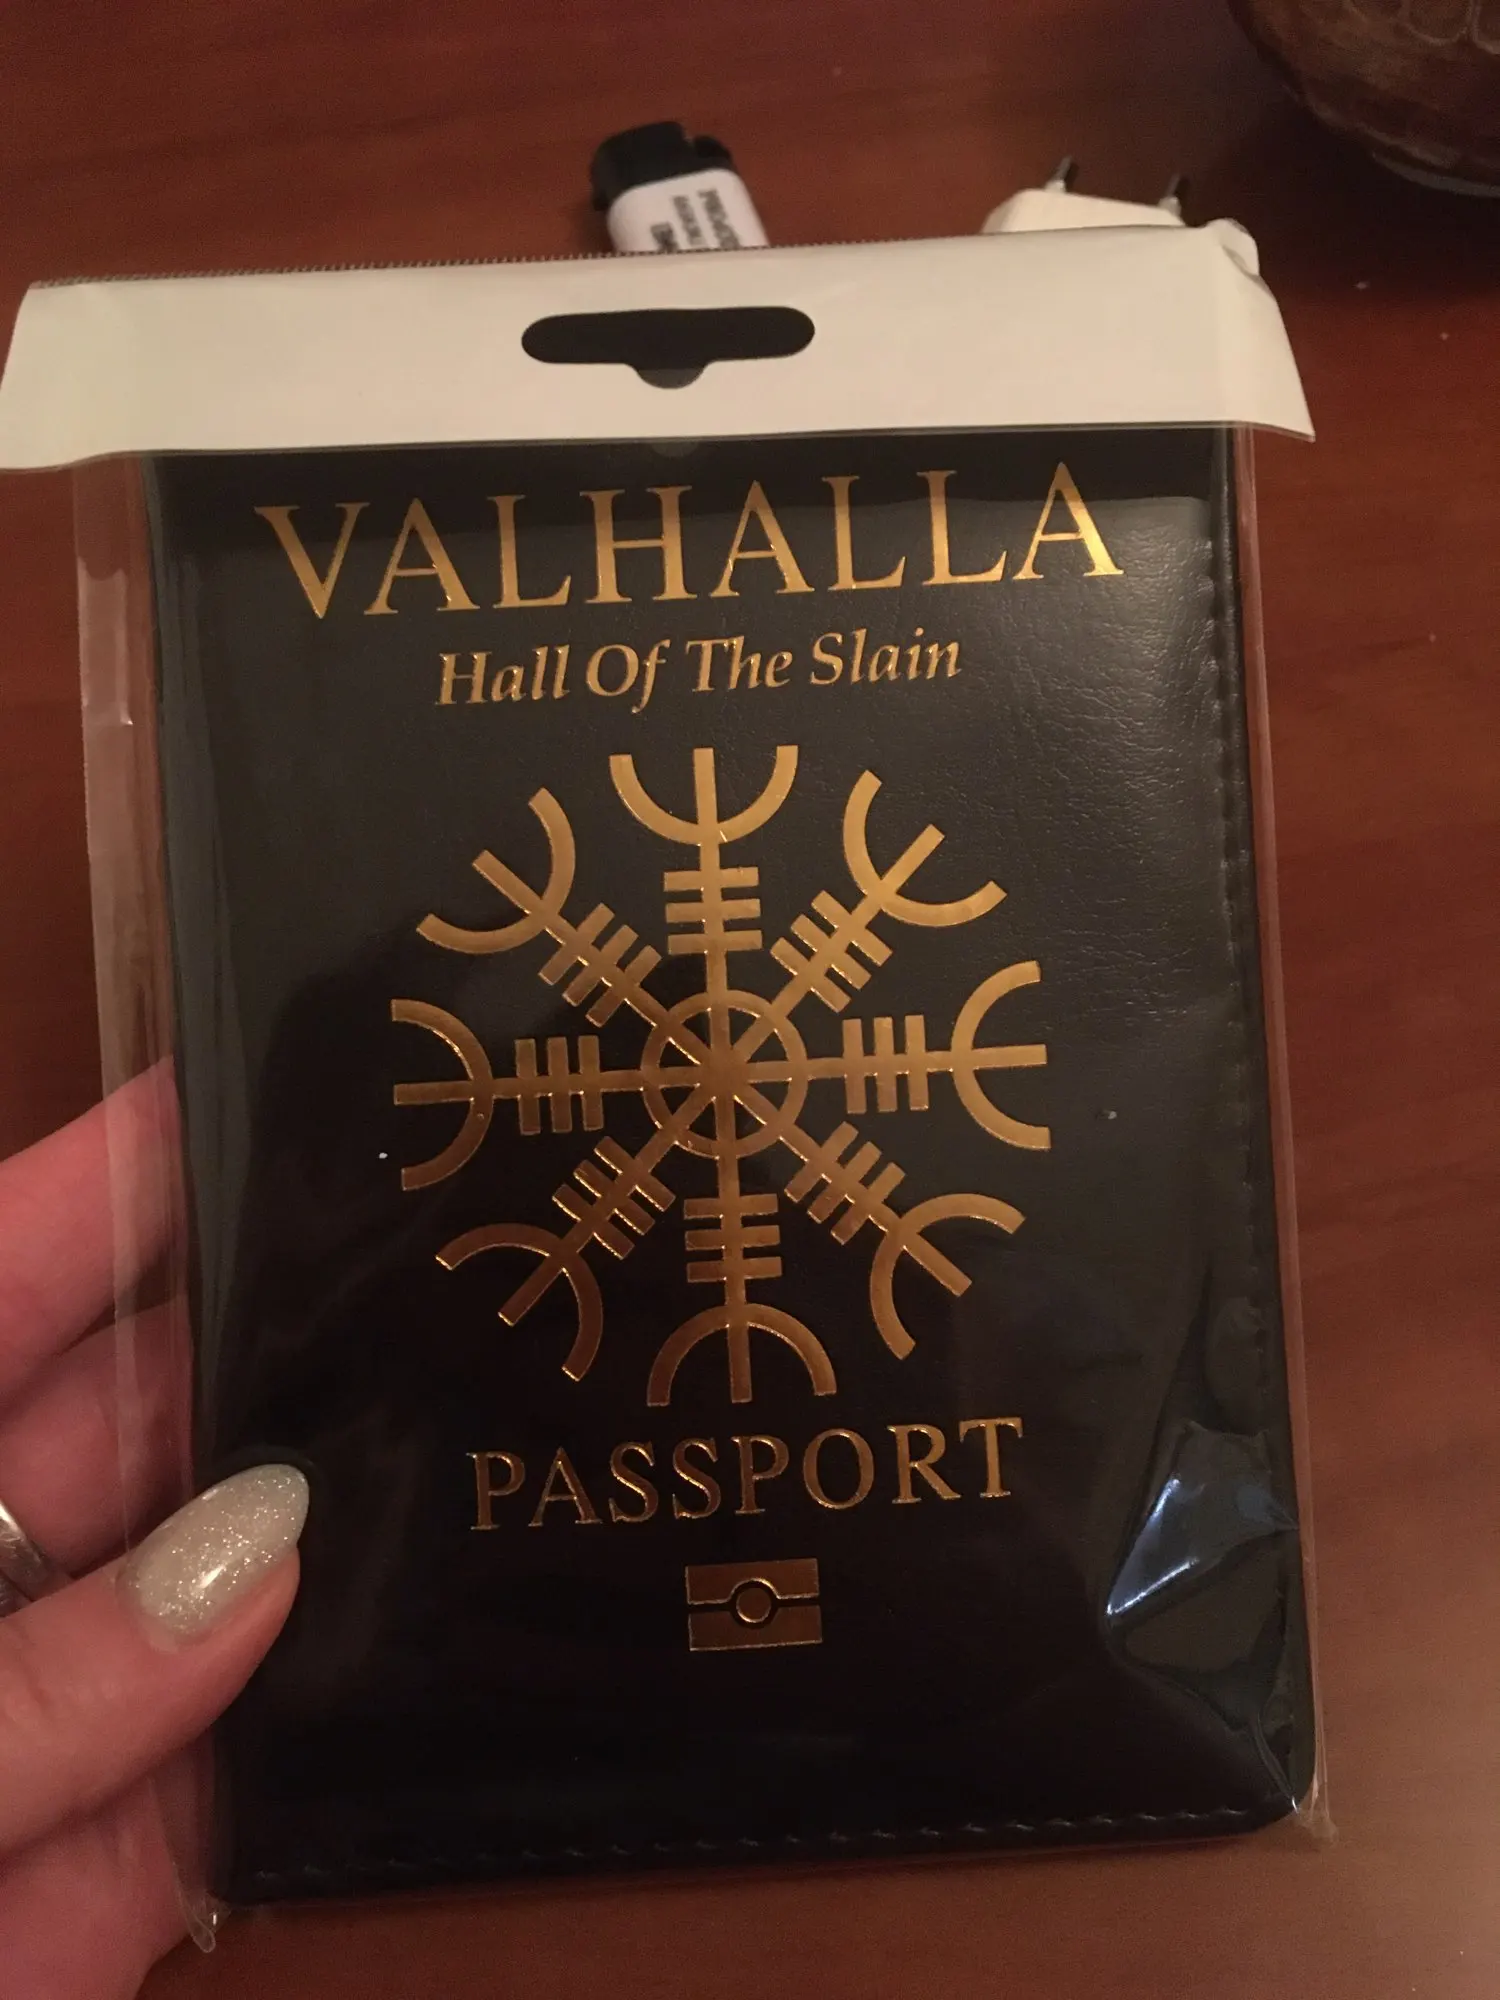 VALHALLA
Hall Of The Slain
PASSPORT